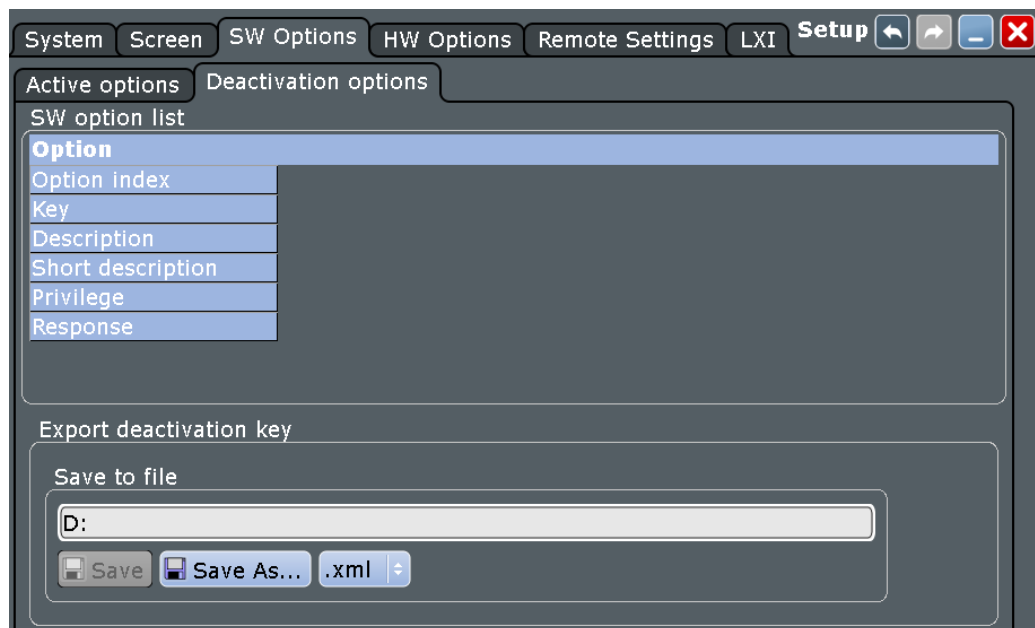 System Screen SW Options HW Options Remote Settings LXI Setup
Active options Deactivation options
SW option list
Option
Option index
Key
Description
Short description
Privilege
Response
Export deactivation key
Save to file
D:
Save Save As... .xml